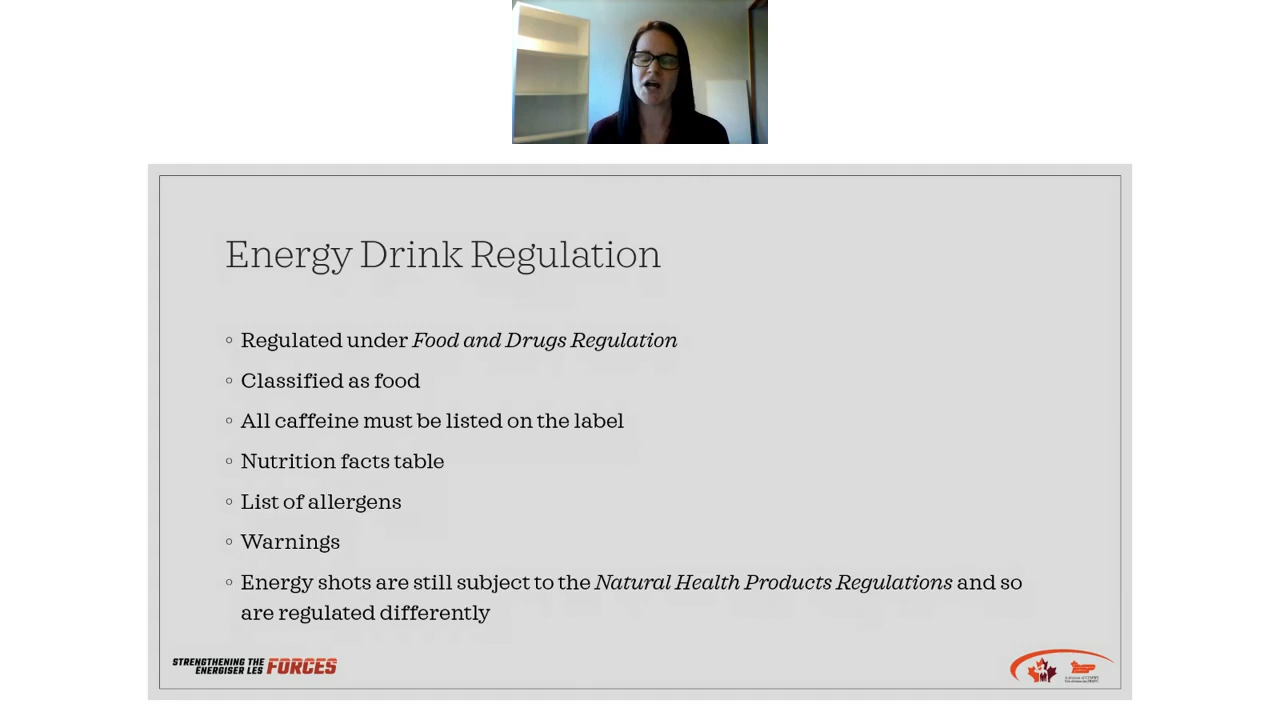 Energy Drink Regulation
Regulated under Food and Drugs Regulation
Classified as food
All caffeine must be listed on the label
Nutrition facts table
List of allergens
Warnings
Energy shots are still subject to the Natural Health Products Regulations and so
are regulated differently
STRENGTHENING THE
ÉNERGISER LES FORCES